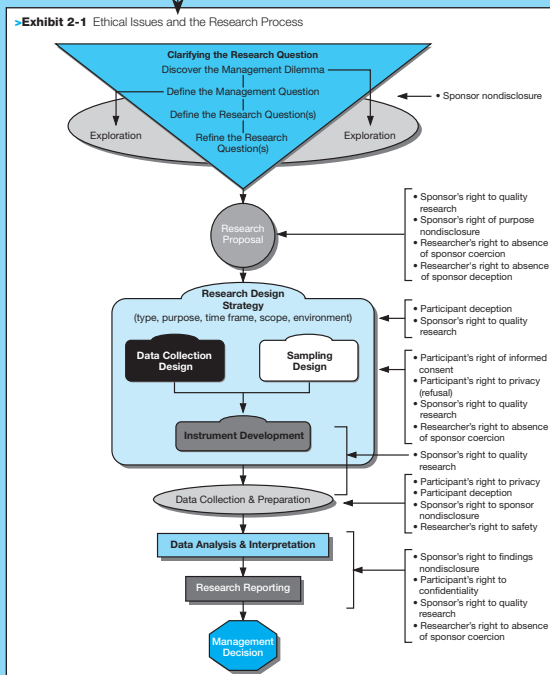 >Exhibit 2-1 Ethical Issues and the Research Process
Clarifying the Research Question
Discover the Management Dilemma
Define the Management Question
Define the Research Question(s)
Refine the Research
Question(s)
Exploration
Exploration
• Sponsor nondisclosure
Research
Proposal
• Sponsor's right to quality
research
• Sponsor's right of purpose
nondisclosure
• Researcher's right to absence
of sponsor coercion
• Researcher's right to absence
of sponsor deception
Research Design
Strategy
(type, purpose, time frame, scope, environment)
• Participant deception
• Sponsor's right to quality
research
Data Collection
Design
Sampling
Design
• Participant's right of informed
consent
• Participant's right to privacy
(refusal)
• Sponsor's right to quality
research
• Researcher's right to absence
of sponsor coercion
Instrument Development
• Sponsor's right to quality
research
Data Collection & Preparation
• Participant's right to privacy
• Participant deception
• Sponsor's right to sponsor
nondisclosure
• Researcher's right to safety
Data Analysis & Interpretation
Research Reporting
• Sponsor's right to findings
nondisclosure
• Participant's right to
confidentiality
• Sponsor's right to quality
research
• Researcher's right to absence
of sponsor coercion
Management
Decision